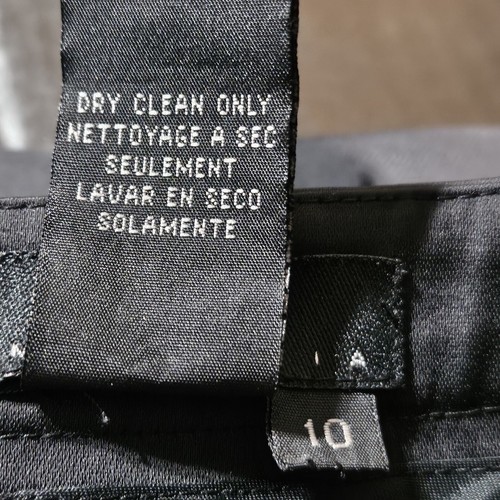 DRY CLEAN ONLY
NETTOYAGE A SEC
SEULEMENT
LAVAR EN SECO
SOLAMENTE
10